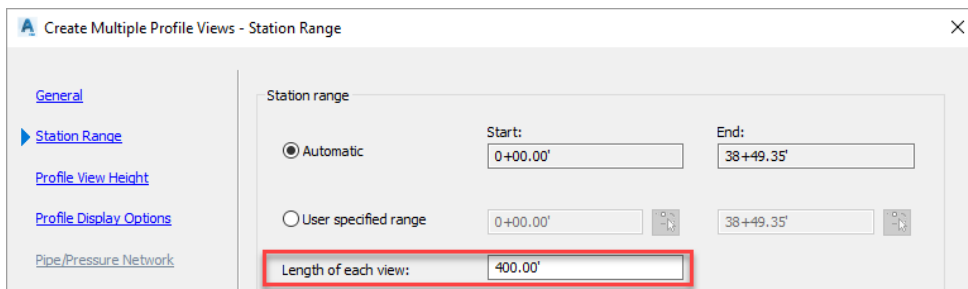 Create Multiple Profile Views - Station Range
General
Station Range
Profile View Height
Profile Display Options
Pipe/Pressure Network
Station range
Start: End:
Automatic 0+00.00' 38+49.35'
User specified range 0+00.00' 38+49.35'
Length of each view: 400.00'